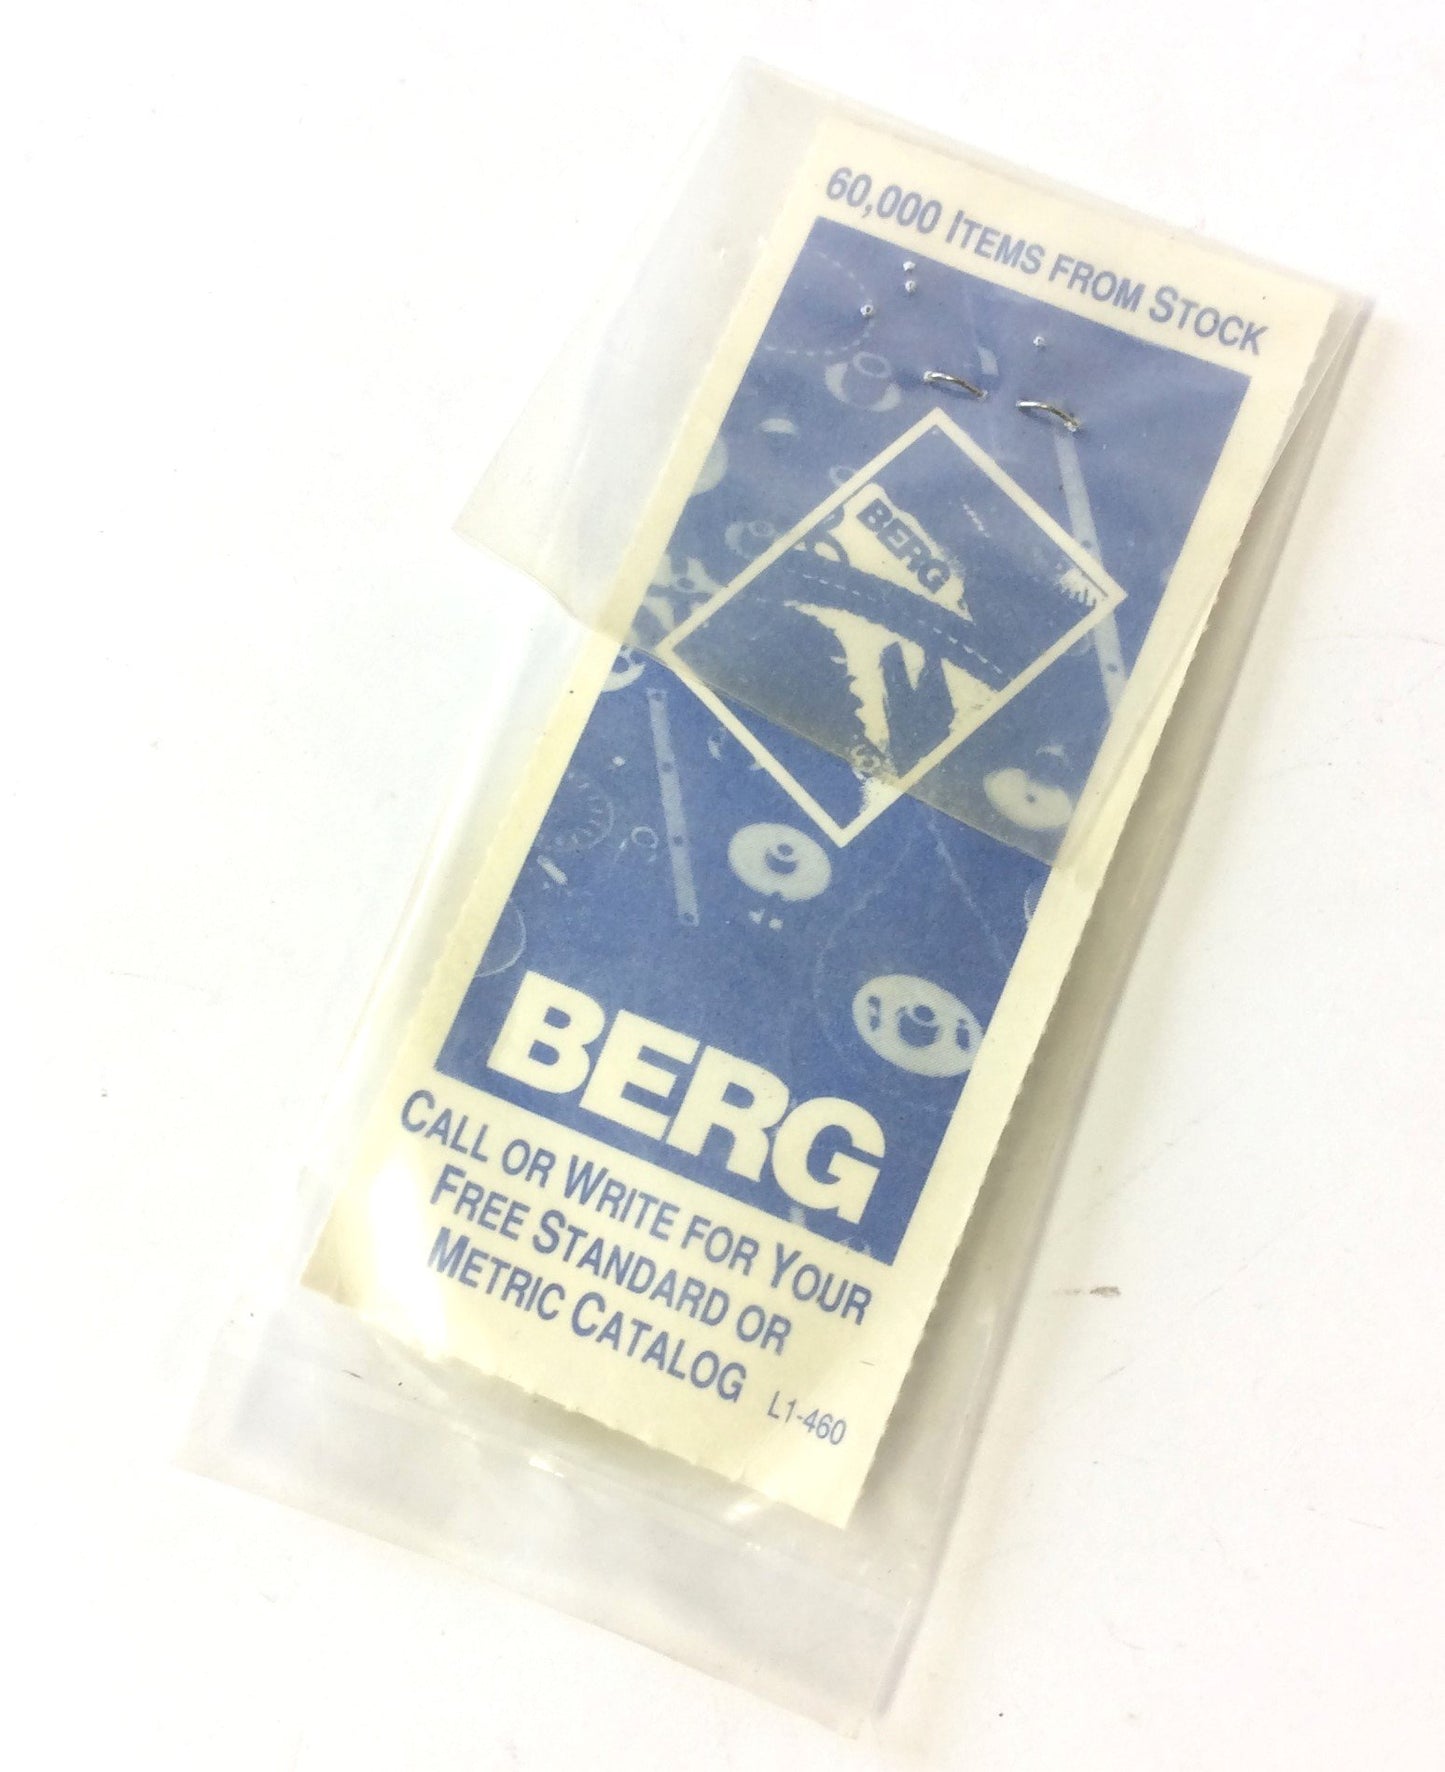 60,000 ITEMS FROM STOCK
BERG
BERG
CALL OR WRITE FOR YOUR
FREE STANDARD OR
METRIC CATALOG
L1-460